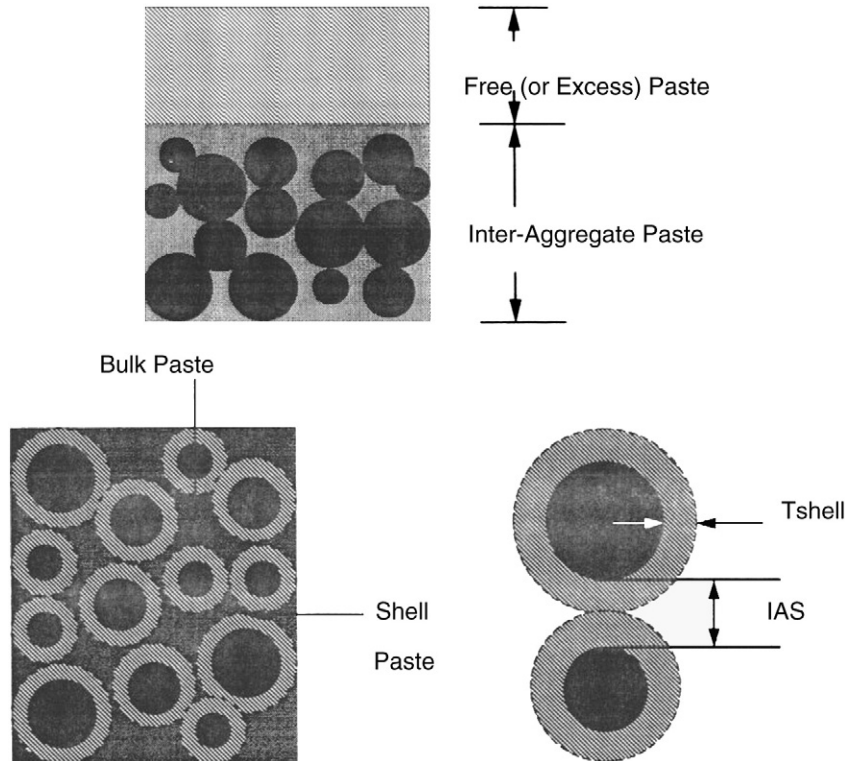 Free (or Excess) Paste
Inter-Aggregate Paste
Bulk Paste
Shell
Paste
Tshell
IAS